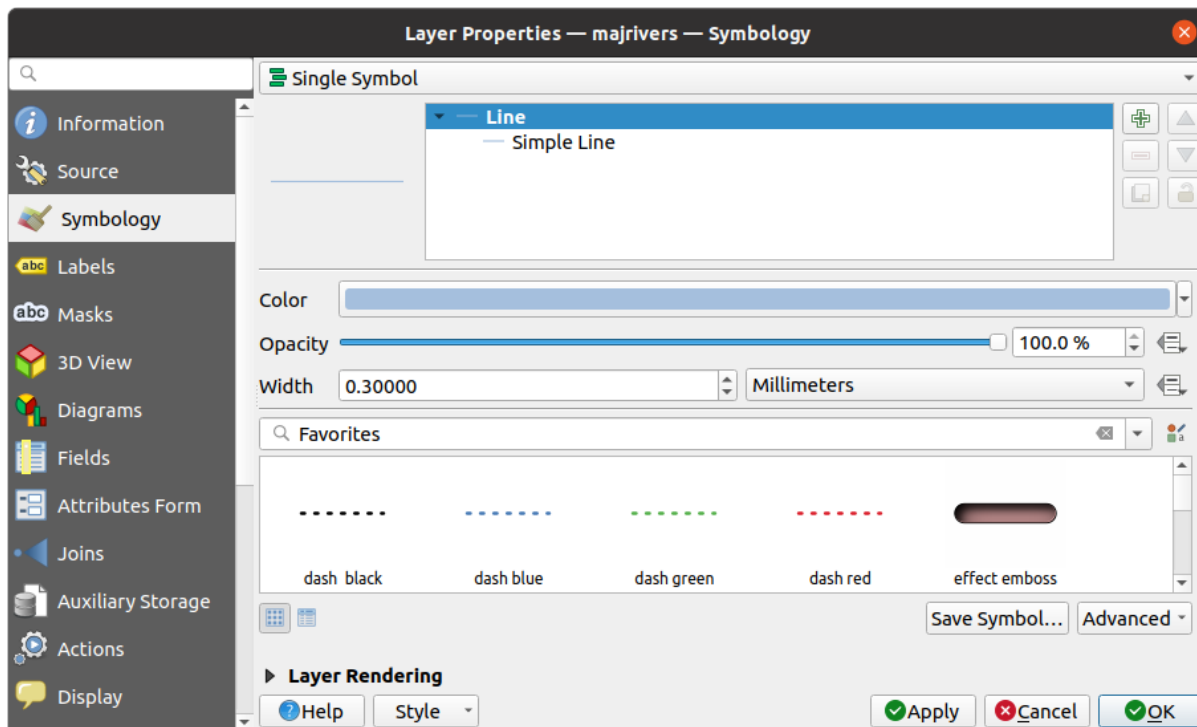 Layer Properties — majrivers — Symbology
Single Symbol
Information
Source
Symbology
abc Labels
abc Masks
3D View
Diagrams
Fields
Attributes Form
Joins
Auxiliary Storage
Actions
Display
Line
Simple Line
Color
Opacity
100.0 %
Width
0.30000
Millimeters
Favorites
a
dash black
dash blue
dash green
dash red
effect emboss
Save Symbol...
Advanced
Layer Rendering
Help
Style
Apply
Cancel
OK